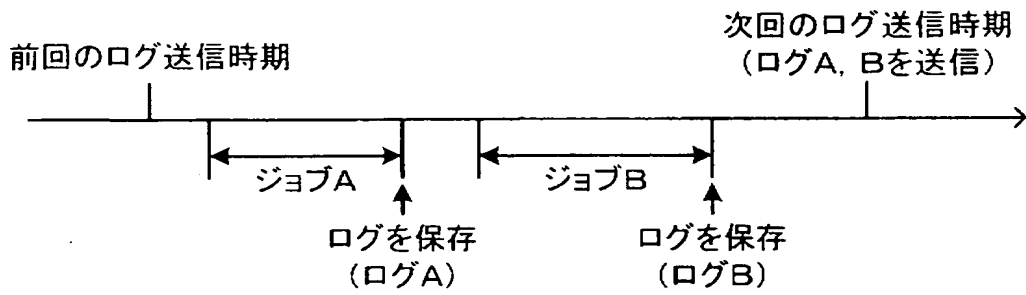 前回のログ送信時期
次回のログ送信時期
（ログA, Bを送信）
ジョブA
ジョブB
ログを保存
（ログA）
ログを保存
（ログB）